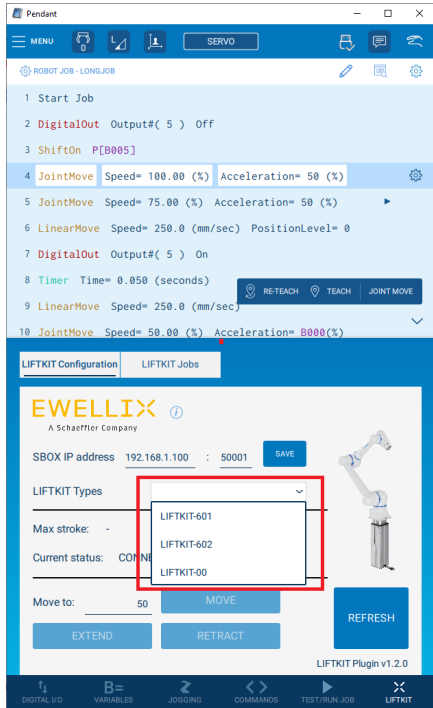 Pendant
MENU 0 SERVO
ROBOT JOB - LONGJOB
1 Start Job
2 DigitalOut Output#( 5 ) Off
3 ShiftOn P[B005]
4 JointMove Speed= 100.00 (%) Acceleration= 50 (%)
5 JointMove Speed= 75.00 (%) Acceleration= 50 (%)
6 LinearMove Speed= 250.0 (mm/sec) PositionLevel= 0
7 DigitalOut Output#( 5 ) On
8 Timer Time= 0.050 (seconds)
RE-TEACH TEACH JOINT MOVE
9 LinearMove Speed= 250.0 (mm/sec)
10 JointMove Speed= 50.00 (%) Acceleration= B000(%)
LIFTKIT Configuration LIFTKIT Jobs
EWELLIX i
A Schaeffler Company
SBOX IP address 192.168.1.100 : 50001 SAVE
LIFTKIT Types
LIFTKIT-601
Max stroke: -
LIFTKIT-602
Current status: CONNE
LIFTKIT-00
Move to: 50 MOVE
REFRESH
EXTEND RETRACT
LIFTKIT Plugin v1.2.0
DIGITAL I/O B= VARIABLES JOGGING COMMANDS TEST/RUN JOB LIFTKIT